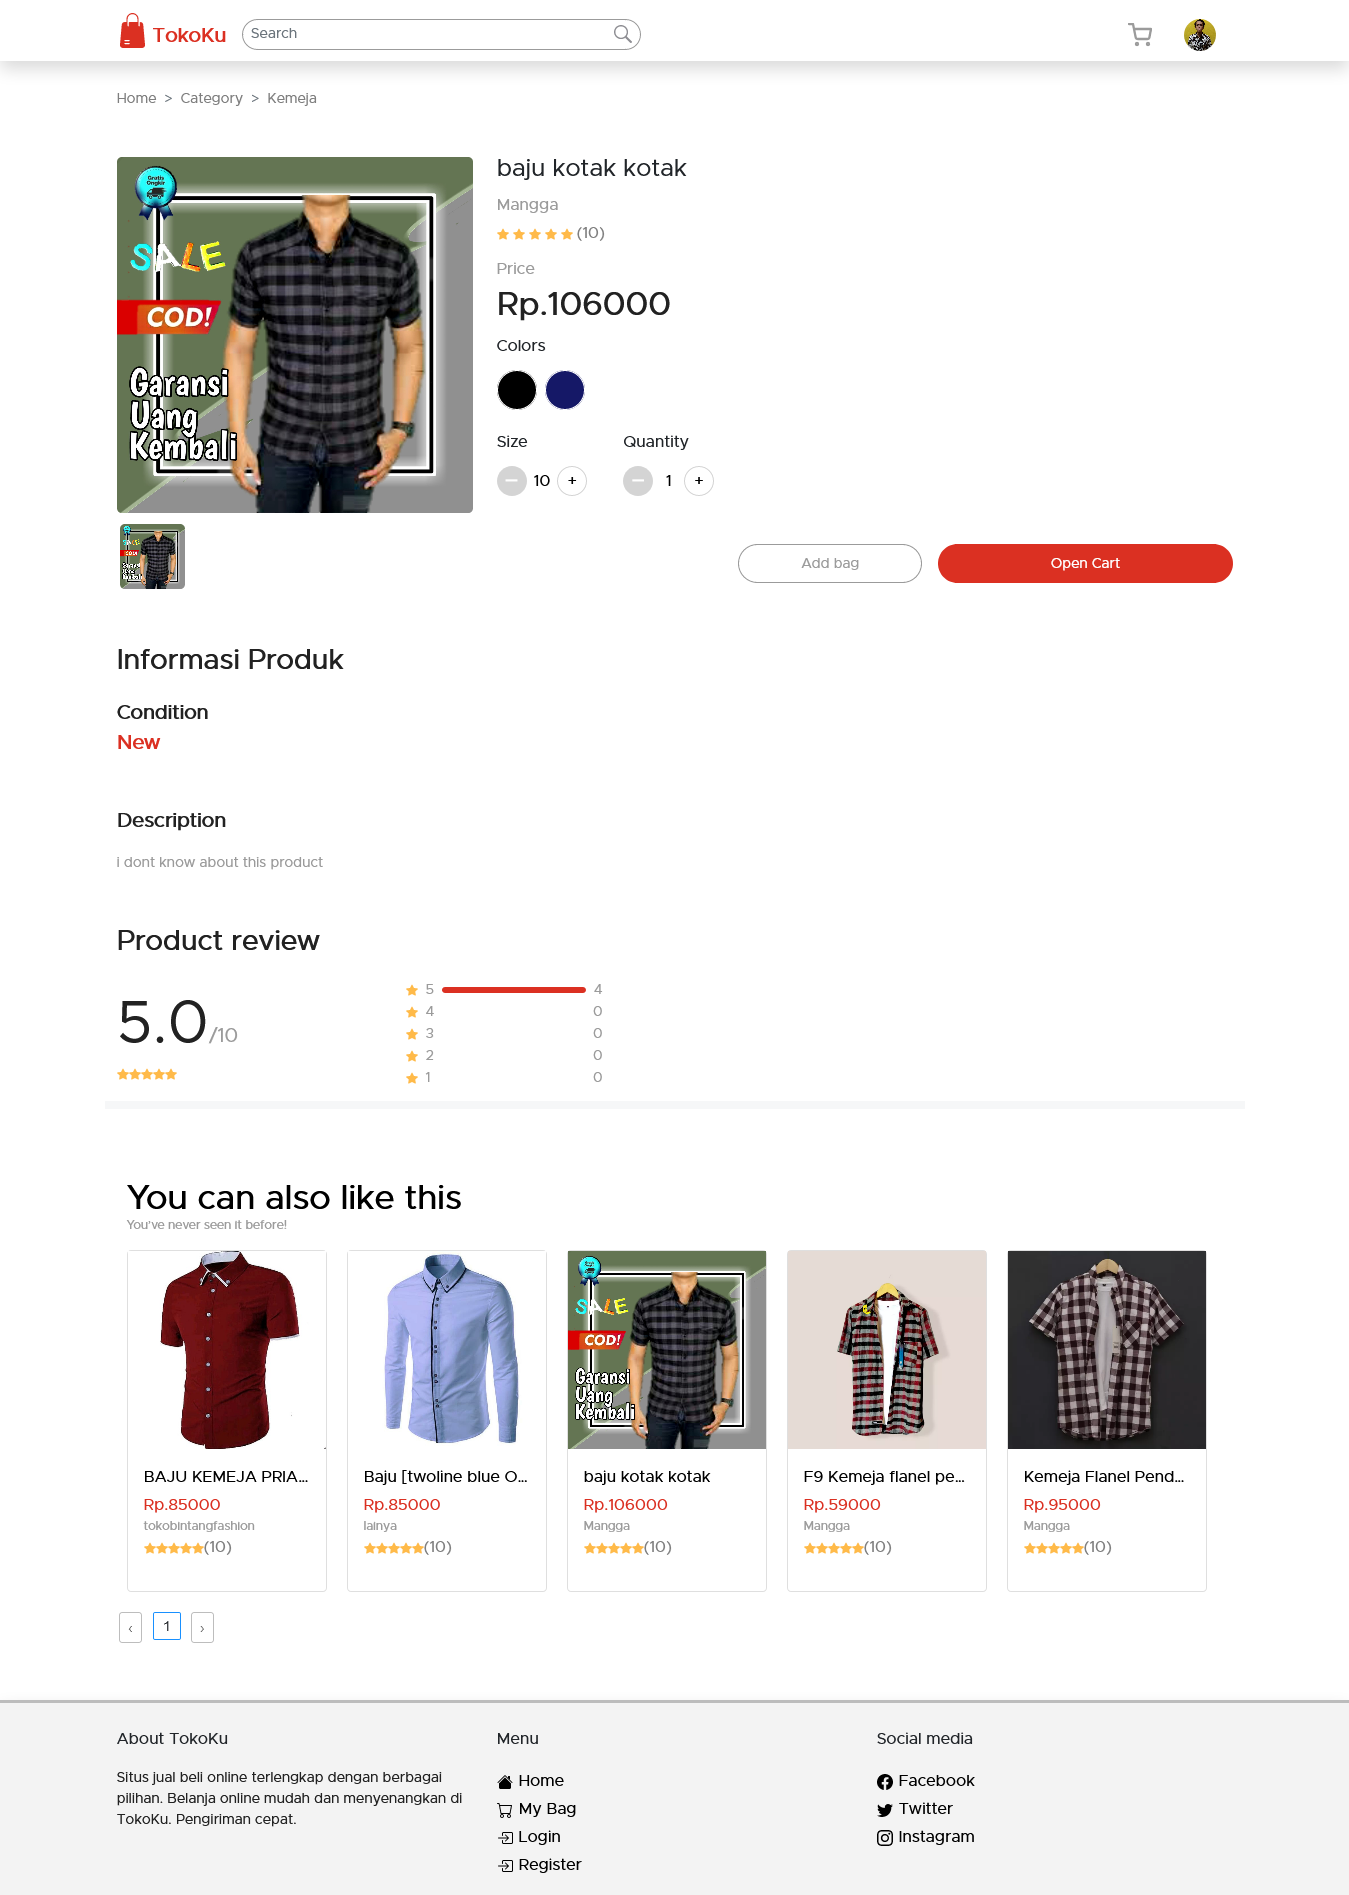 TokoKu
Search
Home > Category > Kemeja
Gratis
Ongkir
SALE
COD!
Garansi
Uang
Kembali
baju kotak kotak
Mangga
(10)
Price
Rp.106000
Colors
Size
Quantity
10 +
1 +
SALE
COD!
Add bag
Open Cart
Informasi Produk
Condition
New
Description
i dont know about this product
Product review
5.0/10
5 4
4 0
3 0
2 0
1 0
You can also like this
You've never seen it before!
SALE
COD!
Garansi
Uang
Kembali
BAJU KEMEJA PRIA...
Rp.85000
tokobintangfashion
(10)
Baju [twoline blue O...
Rp.85000
lainya
(10)
baju kotak kotak
Rp.106000
Mangga
(10)
F9 Kemeja flanel pe...
Rp.59000
Mangga
(10)
Kemeja Flanel Pend...
Rp.95000
Mangga
(10)
‹ 1 ›
About TokoKu
Situs jual beli online terlengkap dengan berbagai
pilihan. Belanja online mudah dan menyenangkan di
TokoKu. Pengiriman cepat.
Menu
Home
My Bag
Login
Register
Social media
Facebook
Twitter
Instagram